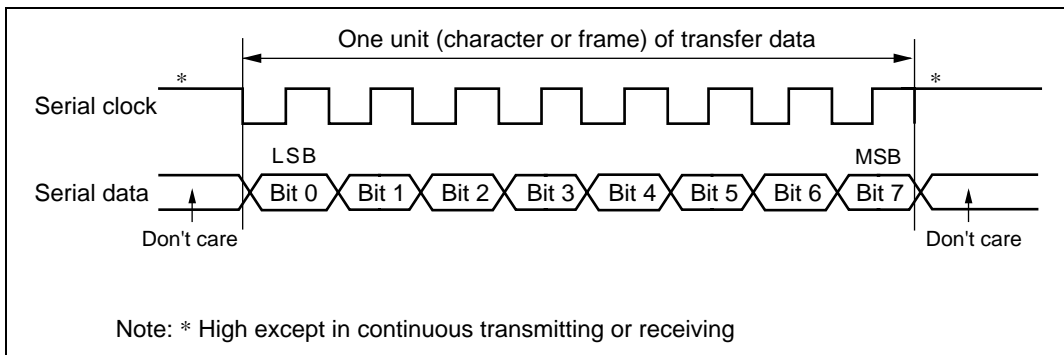 One unit (character or frame) of transfer data
* *
Serial clock
LSB MSB
Serial data Bit 0 Bit 1 Bit 2 Bit 3 Bit 4 Bit 5 Bit 6 Bit 7
Don't care Don't care
Note: * High except in continuous transmitting or receiving